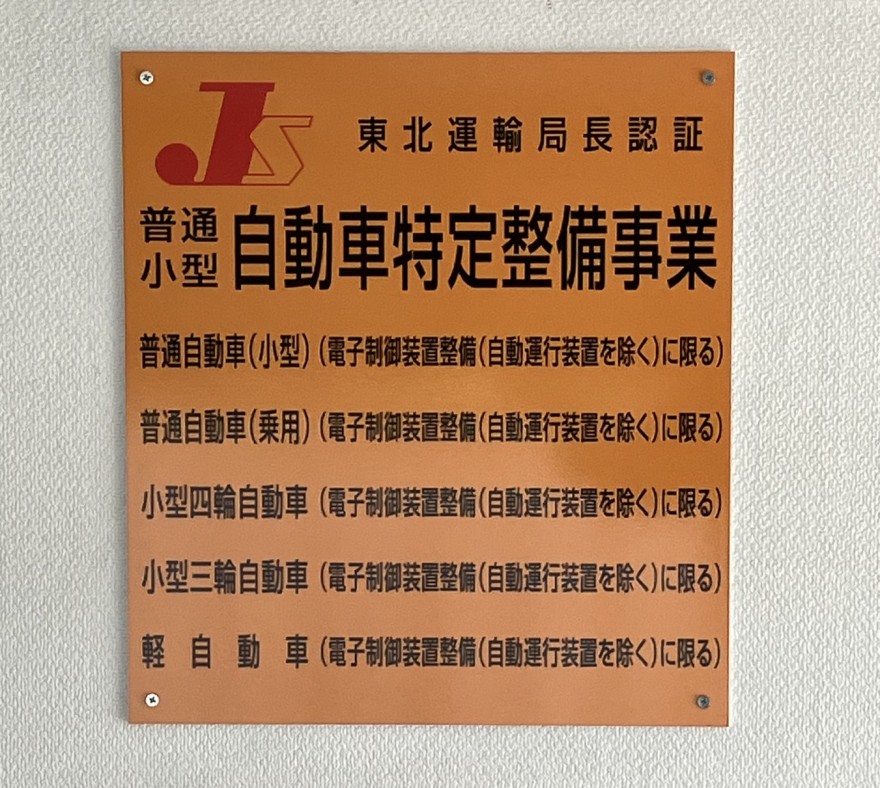 JS
東北運輸局長認証
普通
小型
自動車特定整備事業
普通自動車(小型)(電子制御装置整備(自動運行装置を除く)に限る)
普通自動車(乗用)(電子制御装置整備(自動運行装置を除く)に限る)
小型四輪自動車(電子制御装置整備(自動運行装置を除く)に限る)
小型三輪自動車(電子制御装置整備(自動運行装置を除く)に限る)
軽自動車(電子制御装置整備(自動運行装置を除く)に限る)